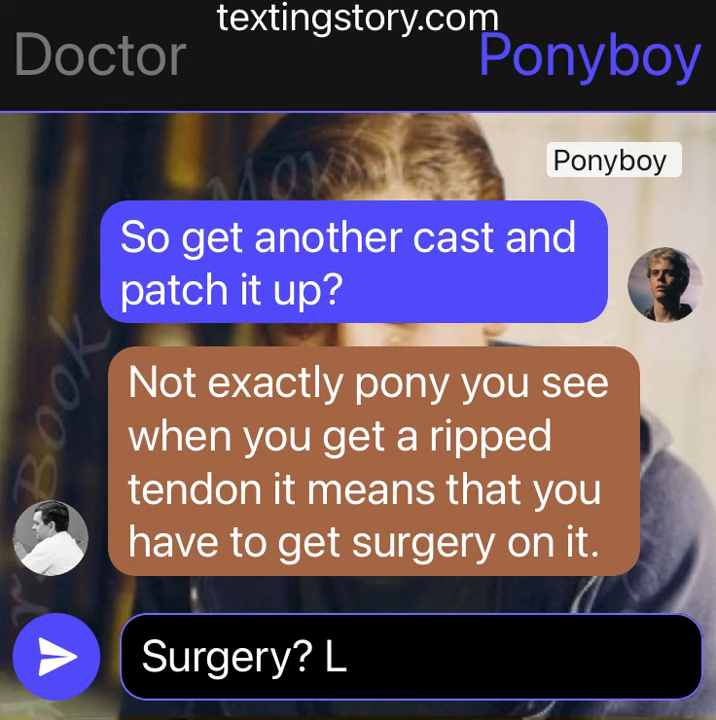 textingstory.com
Doctor
Ponyboy
Ponyboy
So get another cast and
patch it up?
Not exactly pony you see
when you get a ripped
tendon it means that you
have to get surgery on it.
Surgery? L
Book